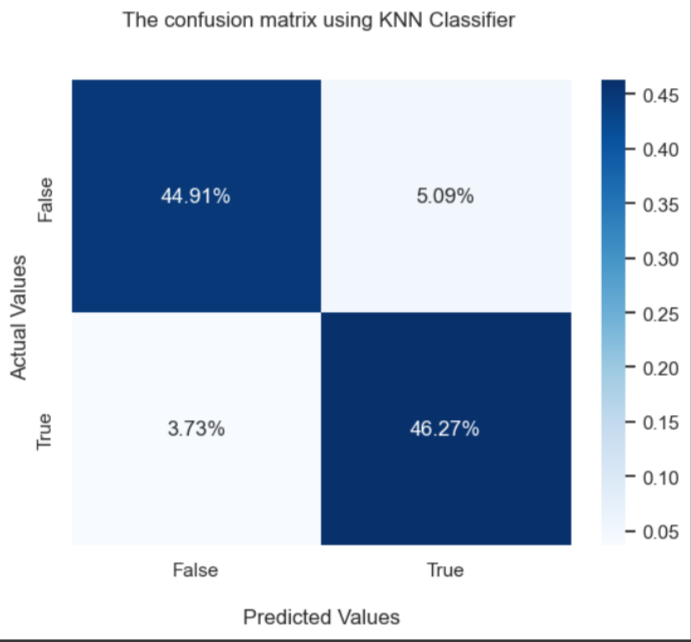 The confusion matrix using KNN Classifier
0.45
0.40
0.35
0.30
0.25
0.20
0.15
0.10
0.05
Actual Values
False
44.91%
5.09%
True
3.73%
46.27%
False
True
Predicted Values